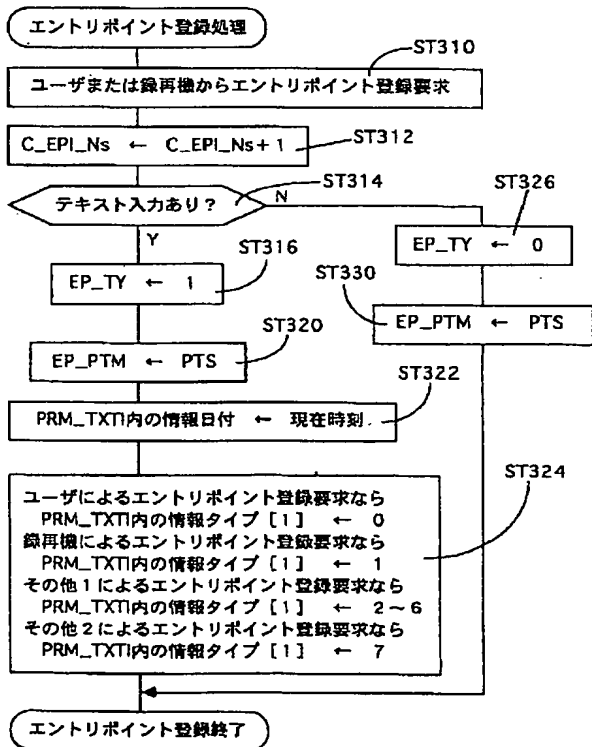 エントリポイント登録処理
ST310
ユーザまたは録再機からエントリポイント登録要求
C_EPI_Ns ← C_EPI_Ns+1
ST312
テキスト入力あり?
ST314
N
ST326
Y
EP_TY ← 0
EP_TY ← 1
ST316
ST330
EP_PTM ← PTS
ST320
EP_PTM ← PTS
ST322
PRM_TXTI内の情報日付 ← 現在時刻
ST324
ユーザによるエントリポイント登録要求なら
PRM_TXTI内の情報タイプ [1] ← 0
録再機によるエントリポイント登録要求なら
PRM_TXTI内の情報タイプ [1] ← 1
その他1によるエントリポイント登録要求なら
PRM_TXTI内の情報タイプ [1] ← 2~6
その他2によるエントリポイント登録要求なら
PRM_TXTI内の情報タイプ [1] ← 7
エントリポイント登録終了